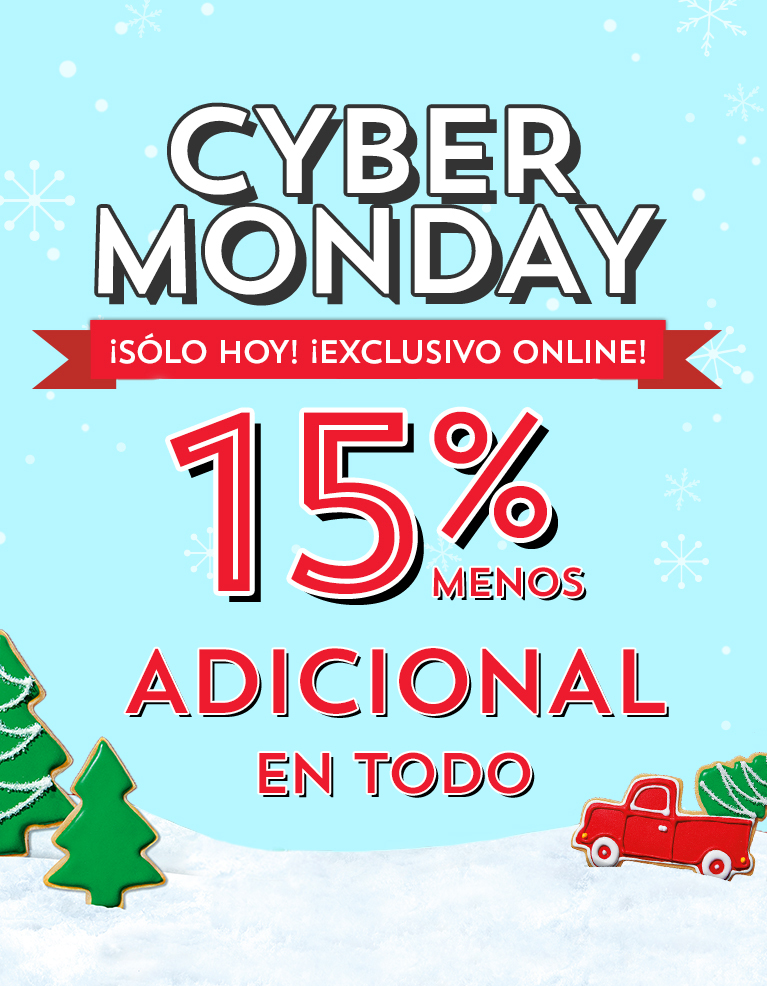 CYBER
MONDAY
¡SÓLO HOY! ¡EXCLUSIVO ONLINE!
15%
MENOS
ADICIONAL
EN TODO